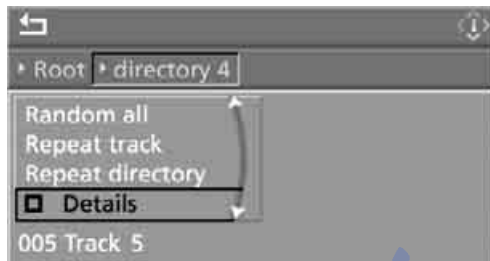 Root directory 4
Random all
Repeat track
Repeat directory
Details
005 Track 5